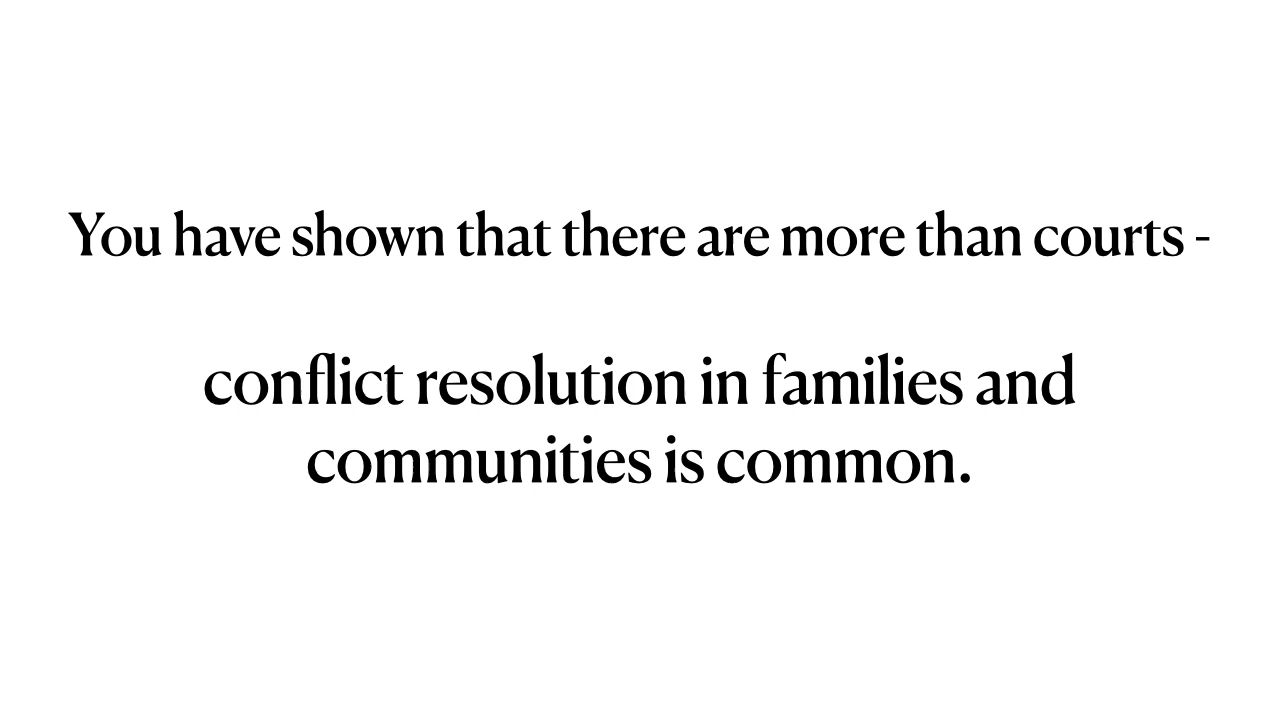 You have shown that there are more than courts -
conflict resolution in families and
communities is common.